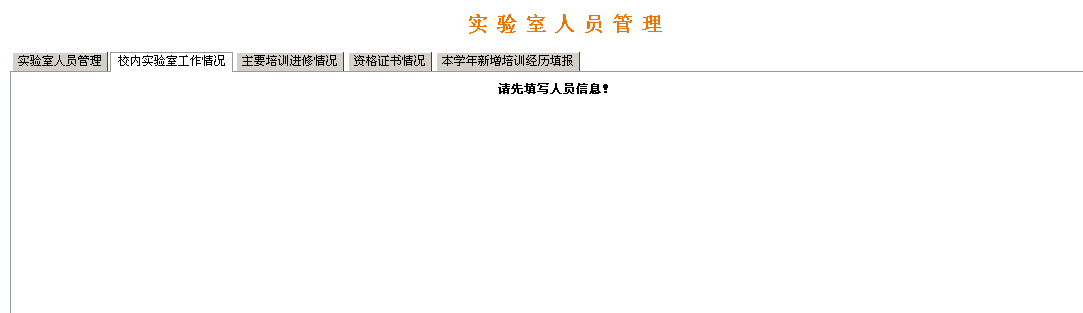 实验室人员管理
实验室人员管理 校内实验室工作情况 主要培训进修情况 资格证书情况 本学年新增培训经历填报
请先填写人员信息！